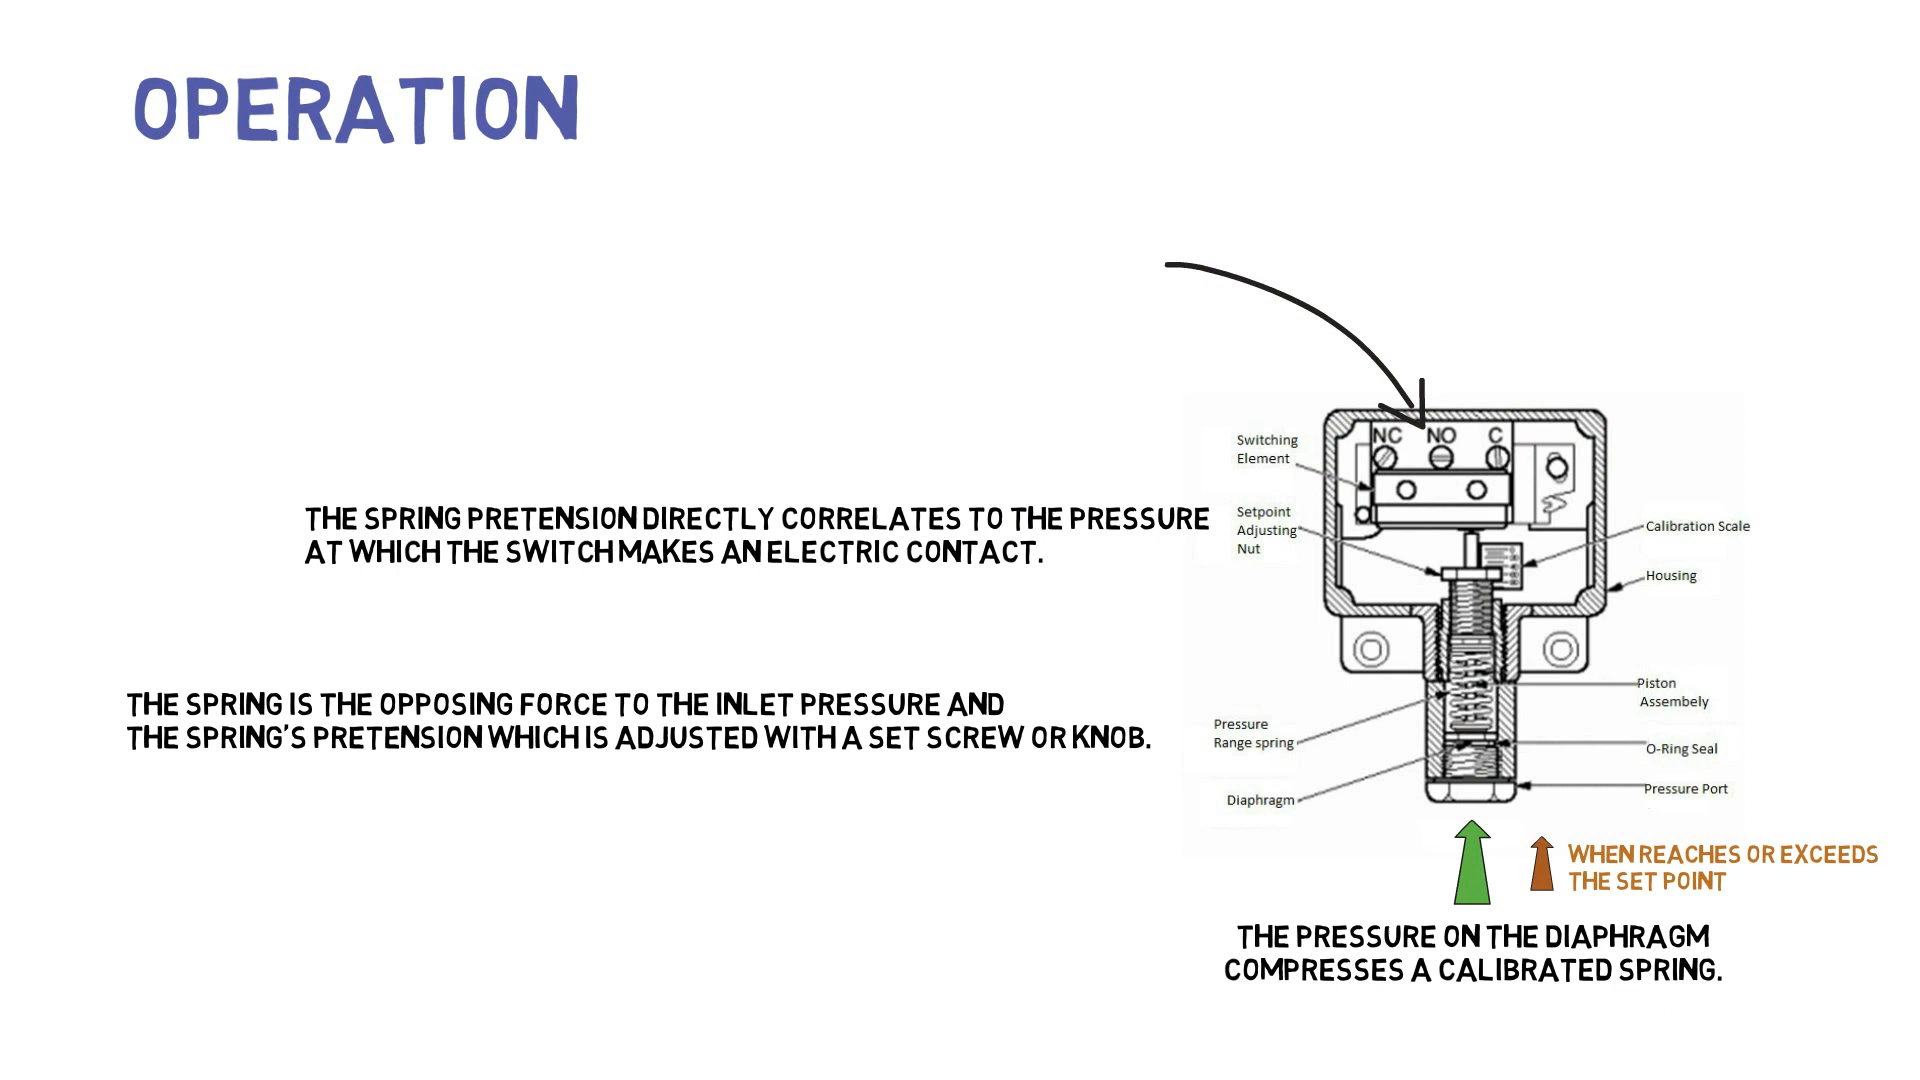 OPERATION
NC NO C
Switching
Element
THE SPRING PRETENSION DIRECTLY CORRELATES TO THE PRESSURE
AT WHICH THE SWITCH MAKES AN ELECTRIC CONTACT.
Setpoint
Adjusting
Nut
Calibration Scale
Housing
THE SPRING IS THE OPPOSING FORCE TO THE INLET PRESSURE AND
THE SPRING'S PRETENSION WHICH IS ADJUSTED WITH A SET SCREW OR KNOB.
Piston
Assembely
Pressure
Range spring
O-Ring Seal
Diaphragm
Pressure Port
WHEN REACHES OR EXCEEDS
THE SET POINT
THE PRESSURE ON THE DIAPHRAGM
COMPRESSES A CALIBRATED SPRING.